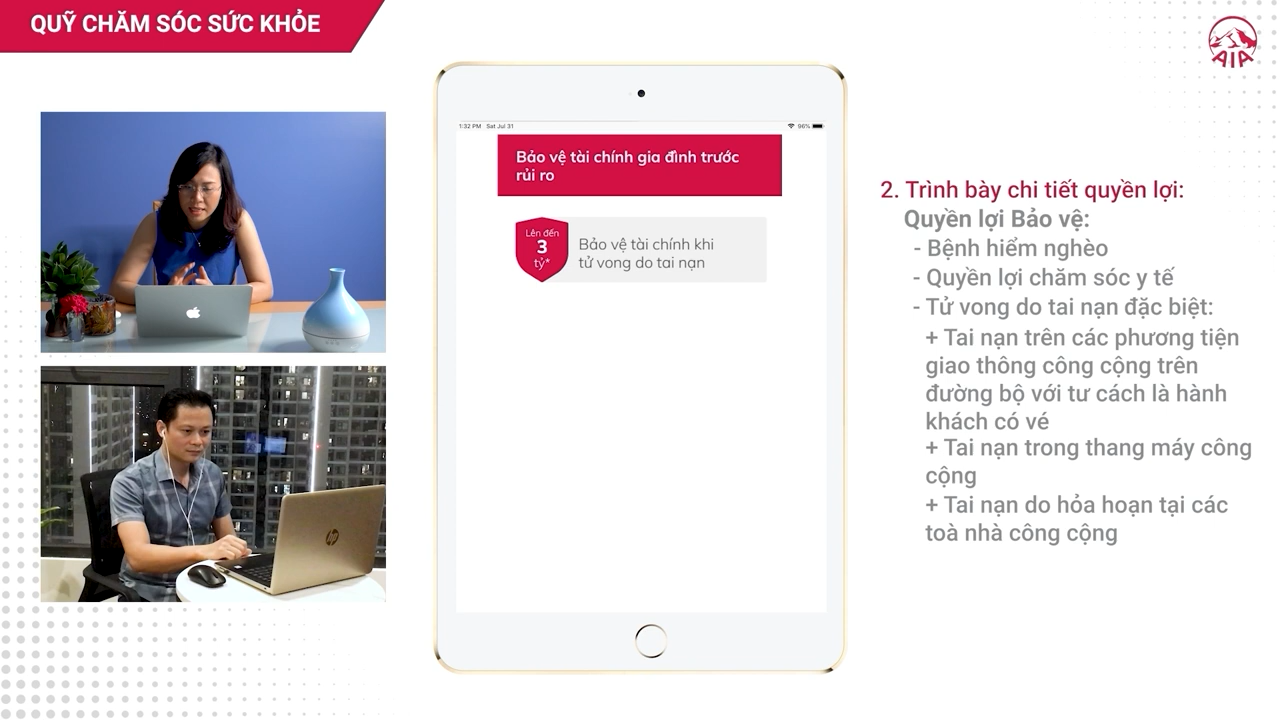 QUỸ CHĂM SÓC SỨC KHỎE
AIA
1:32 PM Sat Jul 31
96%
Bảo vệ tài chính gia đình trước
rủi ro
Lên đến
3
tỷ*
Bảo vệ tài chính khi
tử vong do tai nạn
2. Trình bày chi tiết quyền lợi:
Quyền lợi Bảo vệ:
- Bệnh hiểm nghèo
- Quyền lợi chăm sóc y tế
- Tử vong do tai nạn đặc biệt:
+ Tai nạn trên các phương tiện
giao thông công cộng trên
đường bộ với tư cách là hành
khách có vé
+ Tai nạn trong thang máy công
cộng
+ Tai nạn do hỏa hoạn tại các
toà nhà công cộng
hp